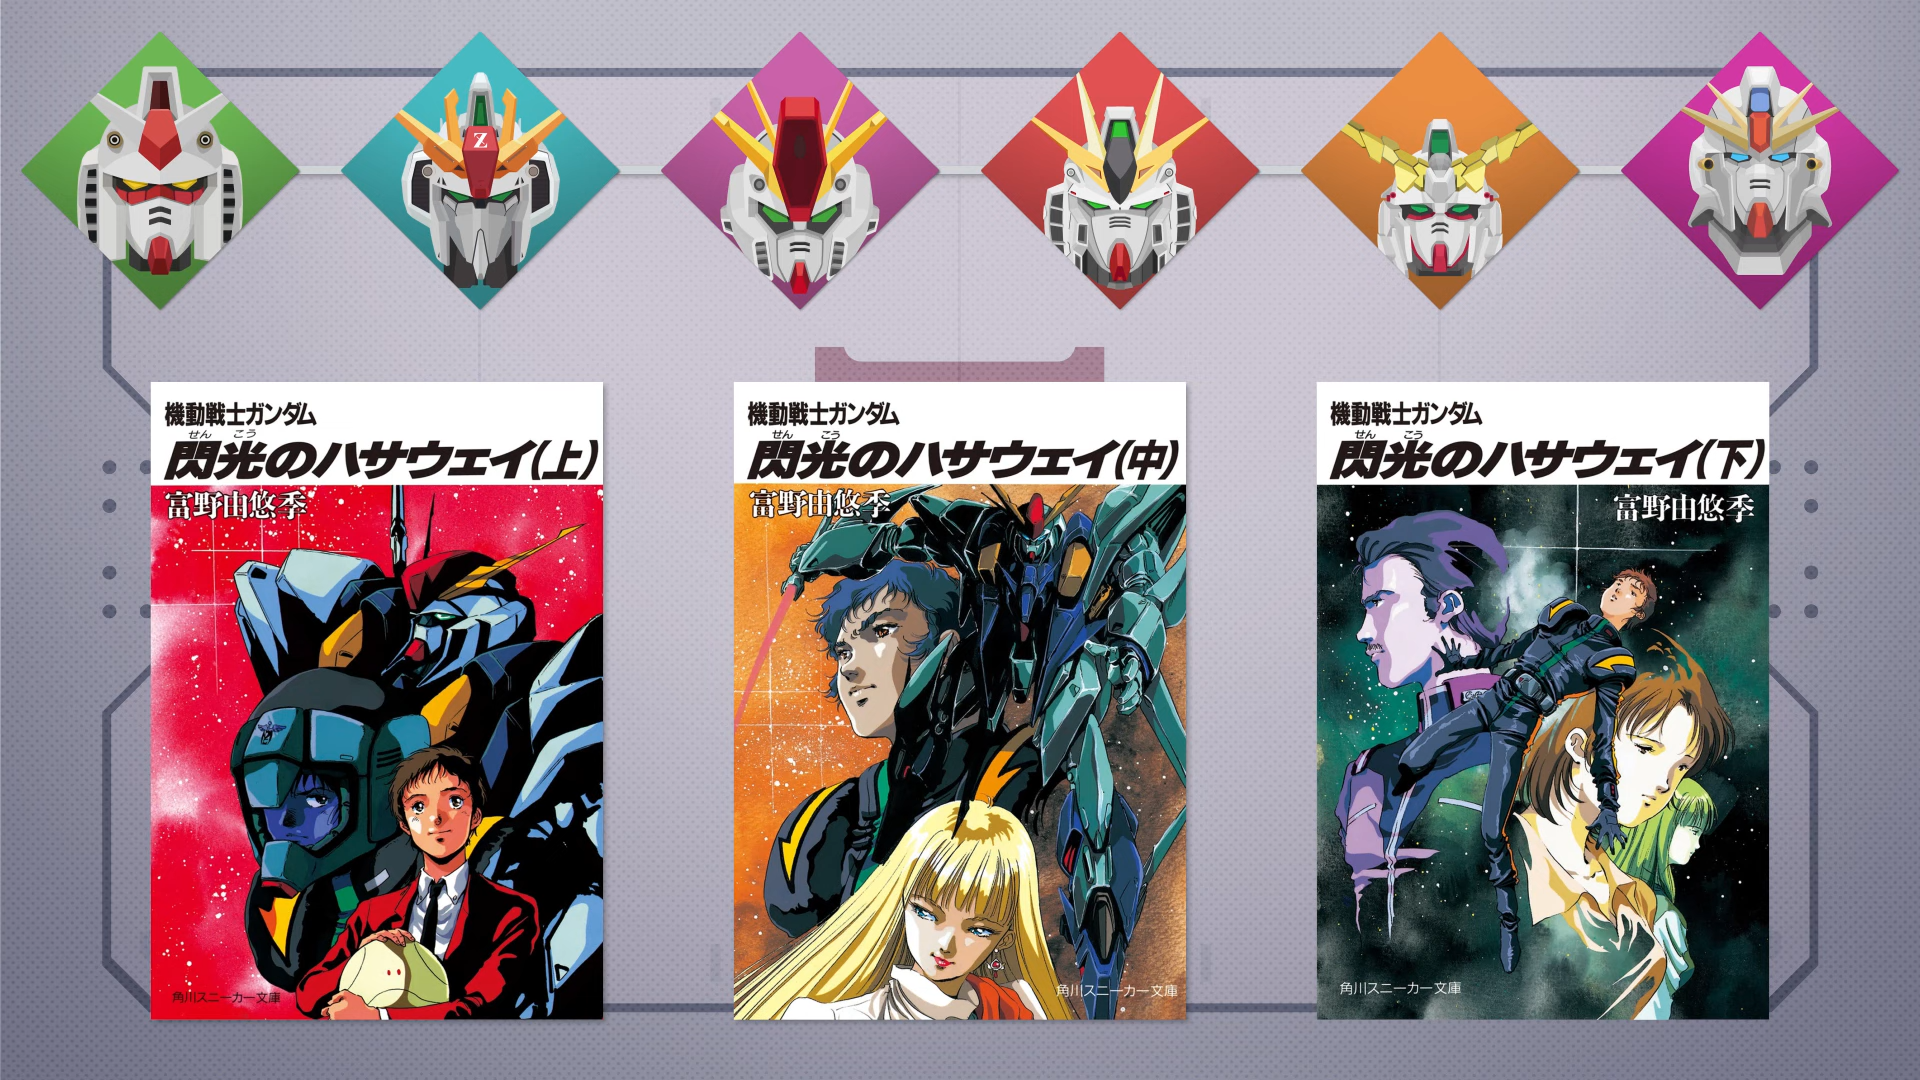 Z
機動戦士ガンダム
せん こう
閃光のハサウェイ(上)
富野由悠季
角川スニーカー文庫
機動戦士ガンダム
せん こう
閃光のハサウェイ(中)
富野由悠季
角川スニーカー文庫
機動戦士ガンダム
せん こう
閃光のハサウェイ(下)
富野由悠季
角川スニーカー文庫